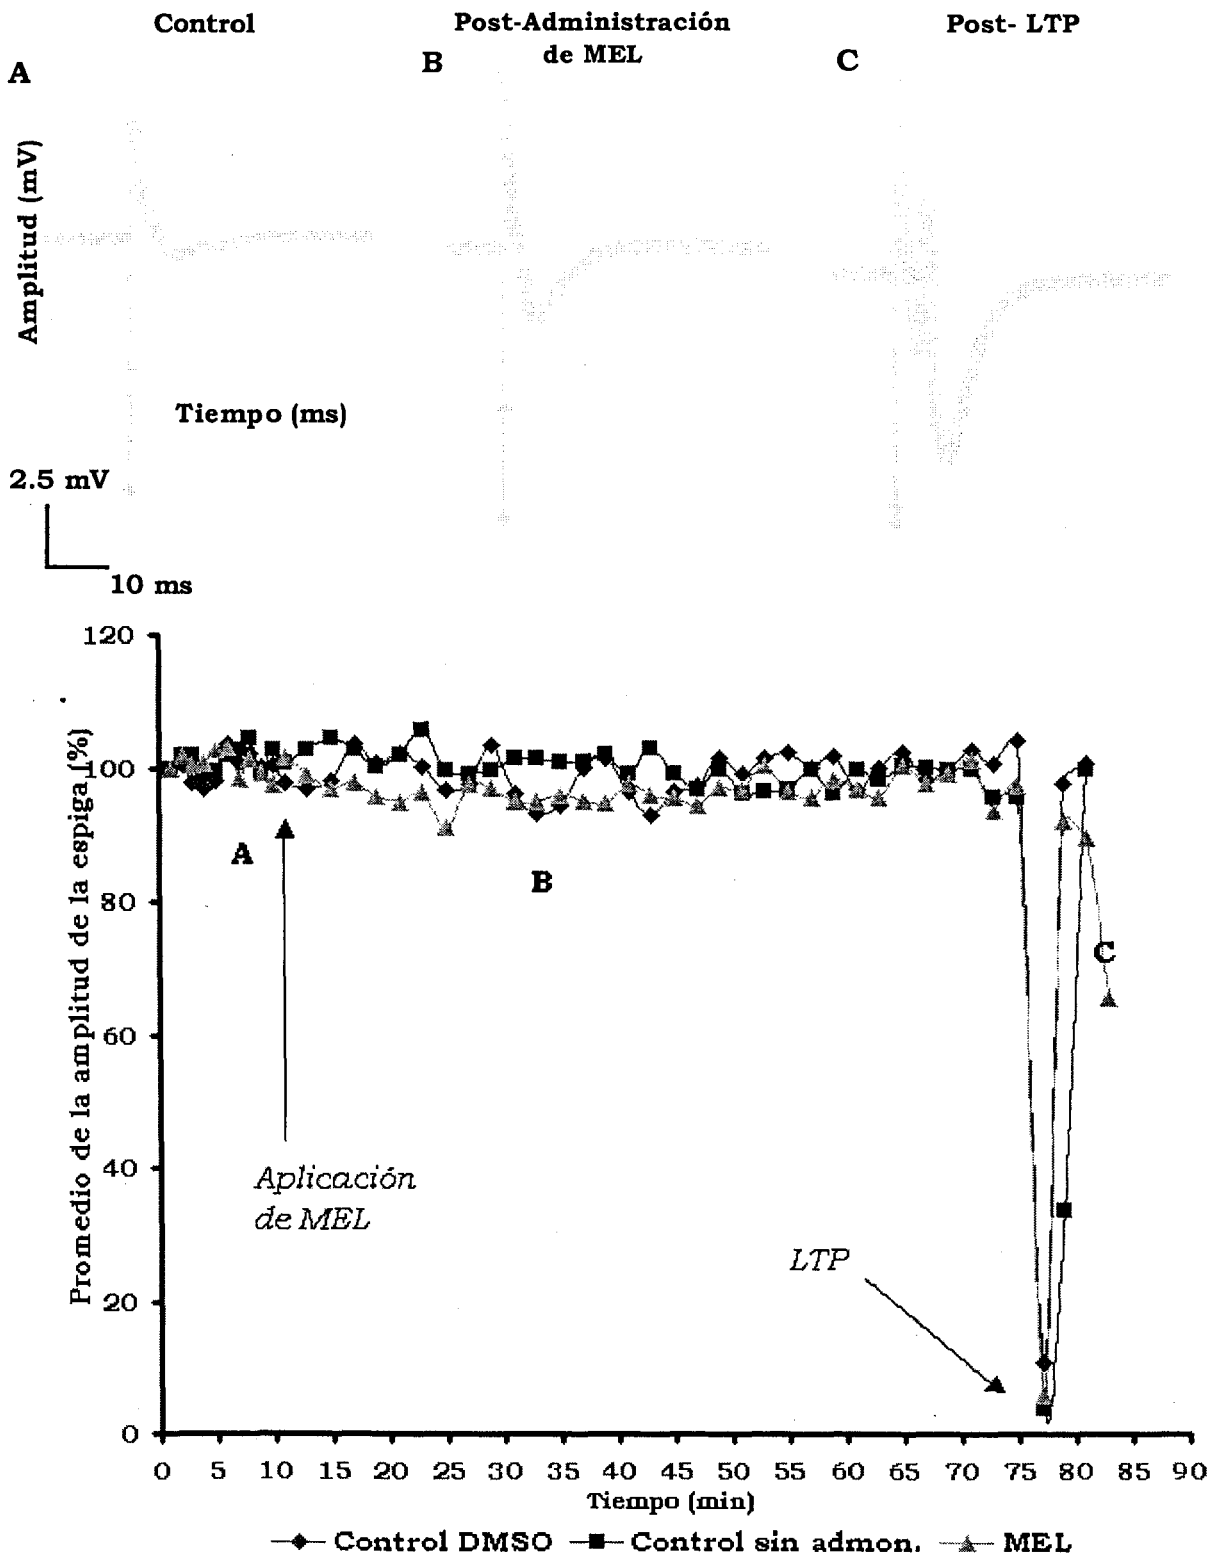 Control
Post-Administración
de MEL
Post- LTP
A
B
C
Amplitud (mV)
Tiempo (ms)
2.5 mV
10 ms
Promedio de la amplitud de la espiga (%)
120
100
80
60
40
20
0
A
B
C
Aplicación
de MEL
LTP
0 5 10 15 20 25 30 35 40 45 50 55 60 65 70 75 80 85 90
Tiempo (min)
Control DMSO Control sin admon. MEL